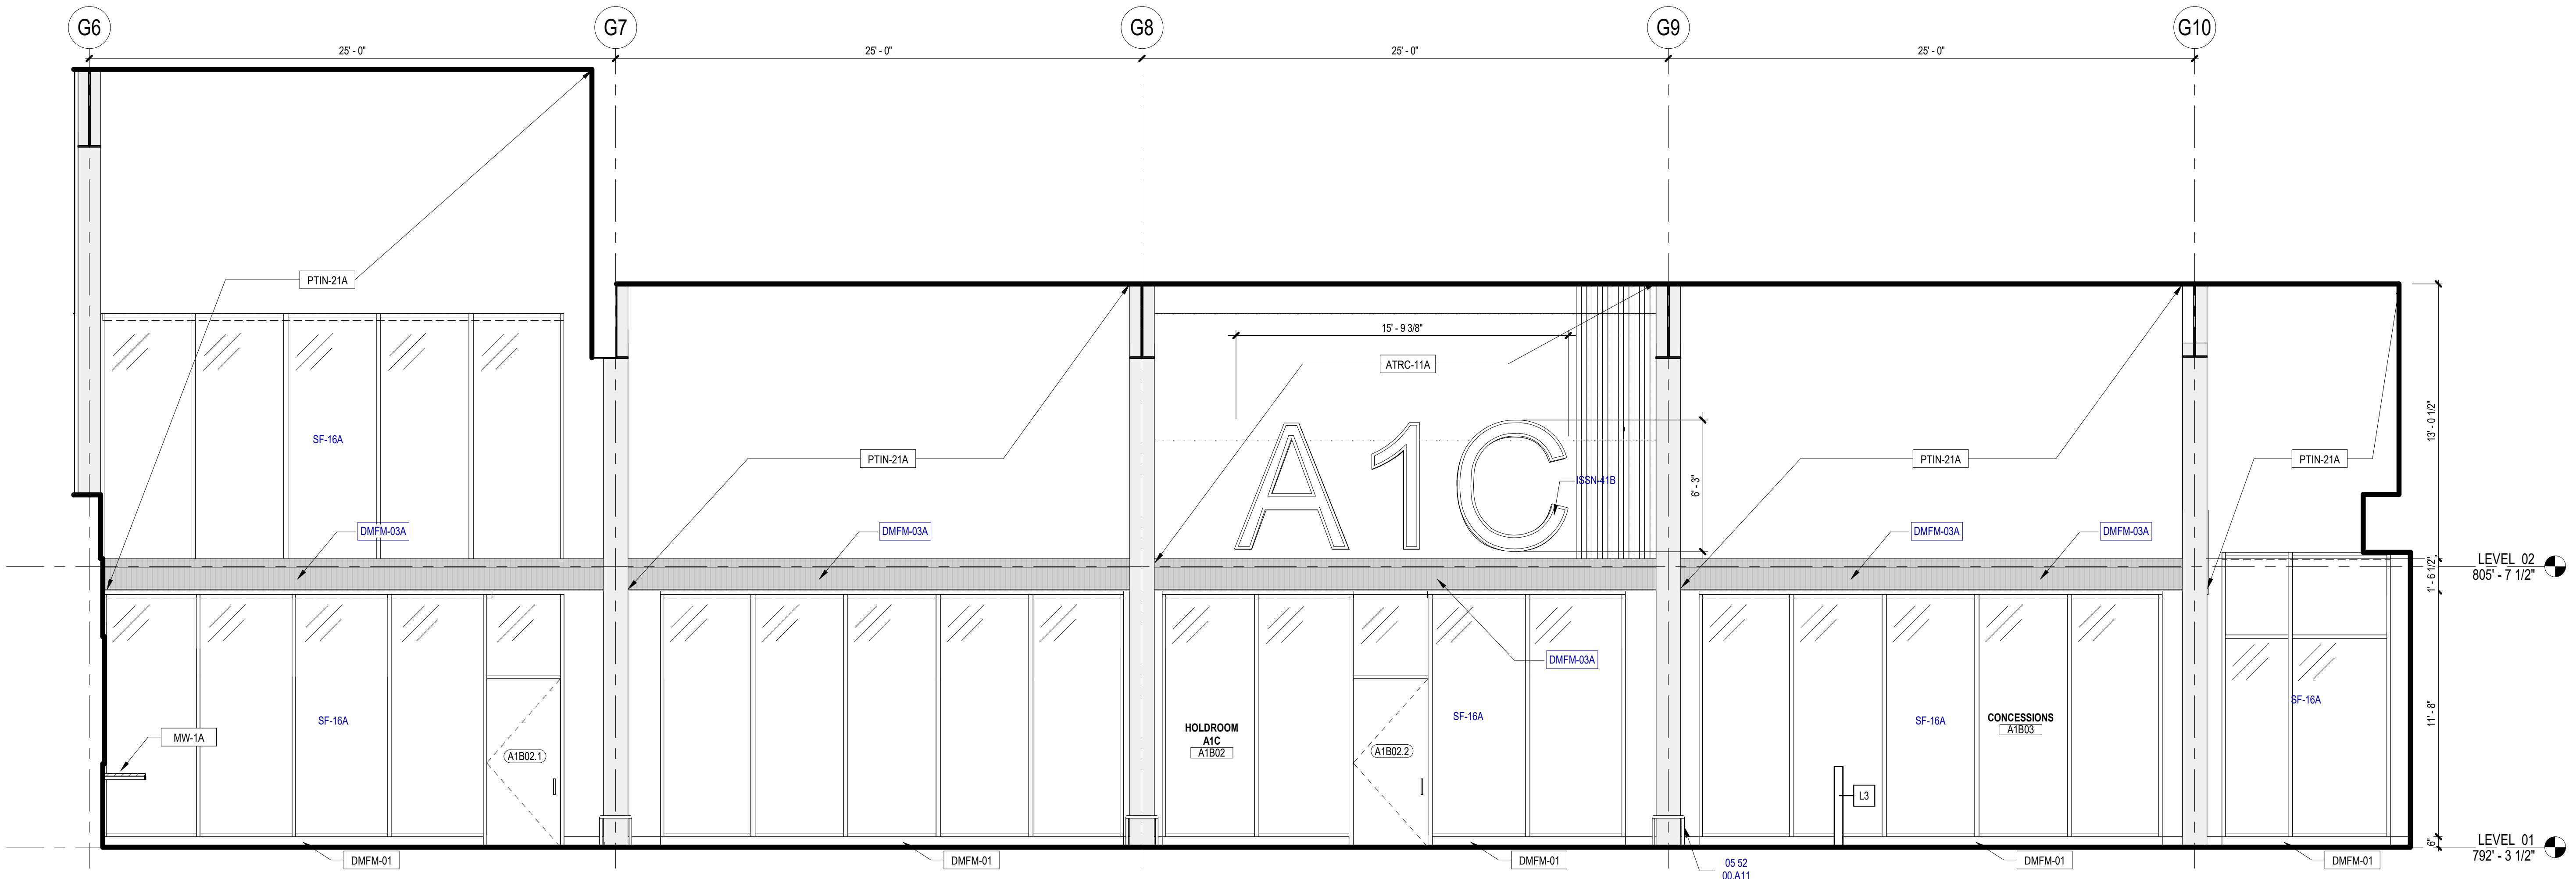 G6
G7
G8
G9
G10
25' - 0"
25' - 0"
25' - 0"
25' - 0"
PTIN-21A
15' - 9 3/8"
ATRC-11A
13' - 0 1/2"
SF-16A
PTIN-21A
A1C
PTIN-21A
PTIN-21A
ISSN-41B
6' - 3"
DMFM-03A
DMFM-03A
DMFM-03A
DMFM-03A
LEVEL 02
805' - 7 1/2"
1' - 6 1/2"
DMFM-03A
SF-16A
SF-16A
SF-16A
SF-16A
11' - 8"
HOLDROOM
A1C
A1B02
CONCESSIONS
A1B03
MW-1A
A1B02.1
A1B02.2
L3
6"
LEVEL 01
792' - 3 1/2"
DMFM-01
DMFM-01
DMFM-01
DMFM-01
DMFM-01
05 52
00.A11